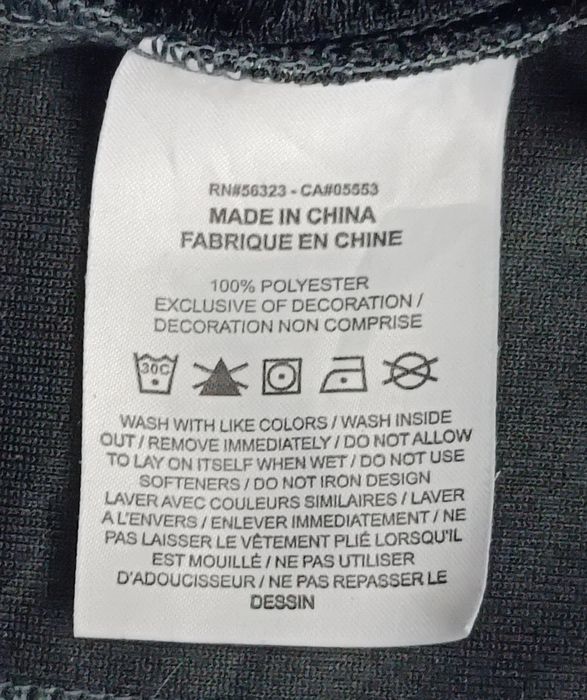 RN#56323 - CA#05553
MADE IN CHINA
FABRIQUE EN CHINE
100% POLYESTER
EXCLUSIVE OF DECORATION /
DECORATION NON COMPRISE
30C
WASH WITH LIKE COLORS / WASH INSIDE
OUT / REMOVE IMMEDIATELY / DO NOT ALLOW
TO LAY ON ITSELF WHEN WET / DO NOT USE
SOFTENERS / DO NOT IRON DESIGN
LAVER AVEC COULEURS SIMILAIRES / LAVER
A L'ENVERS / ENLEVER IMMEDIATEMENT / NE
PAS LAISSER LE VÊTEMENT PLIÉ LORSQU'IL
EST MOUILLÉ / NE PAS UTILISER
D'ADOUCISSEUR / NE PAS REPASSER LE
DESSIN